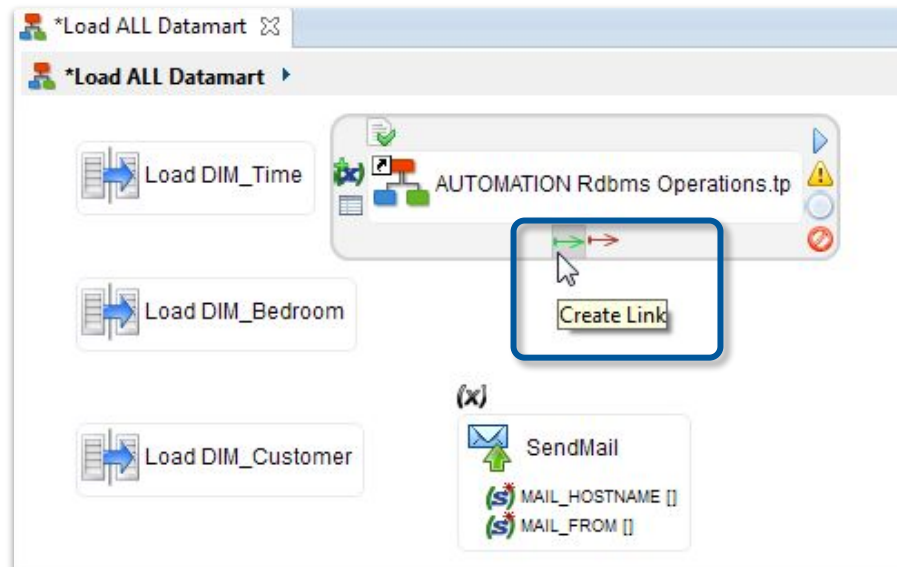 *Load ALL Datamart
*Load ALL Datamart
Load DIM_Time
(x)
AUTOMATION Rdbms Operations.tp
Load DIM_Bedroom
Create Link
(x)
Load DIM_Customer
SendMail
(s) MAIL_HOSTNAME []
(s) MAIL_FROM []